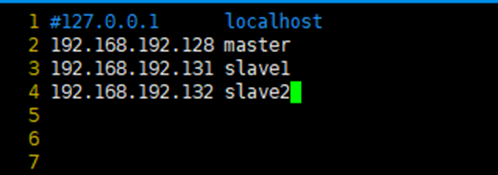 1 #127.0.0.1 localhost
2 192.168.192.128 master
3 192.168.192.131 slave1
4 192.168.192.132 slave2
5
6
7